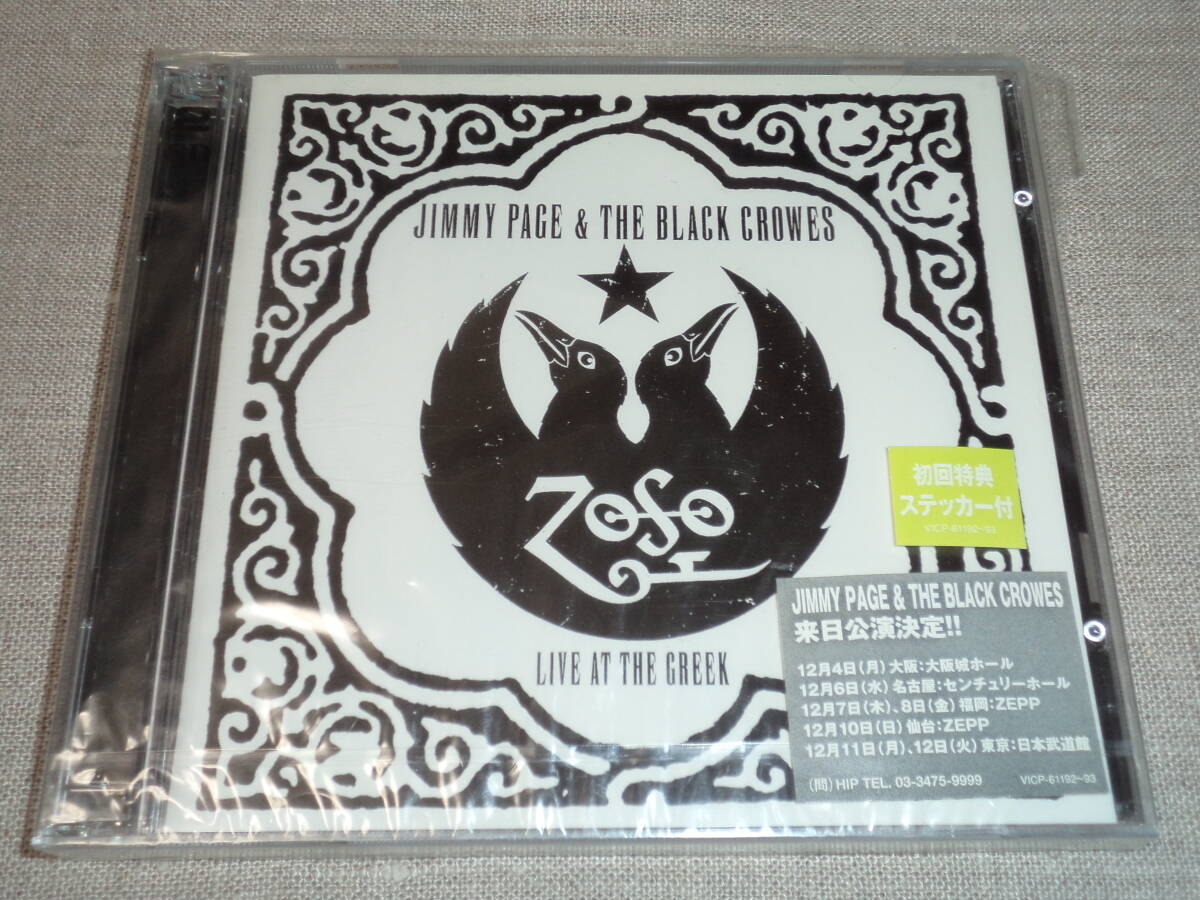 JIMMY PAGE & THE BLACK CROWES
ZOSO
LIVE AT THE GREEK
初回特典
ステッカー付
VICP-61192~93
JIMMY PAGE & THE BLACK CROWES
来日公演決定!!
12月4日(月)大阪:大阪城ホール
12月6日(水)名古屋:センチュリーホール
12月7日(木)、8日(金)福岡:ZEPP
12月10日(日)仙台:ZEPP
12月11日(月)、12日(火)東京:日本武道館
(問)HIP TEL. 03-3475-9999
VICP-61192~93